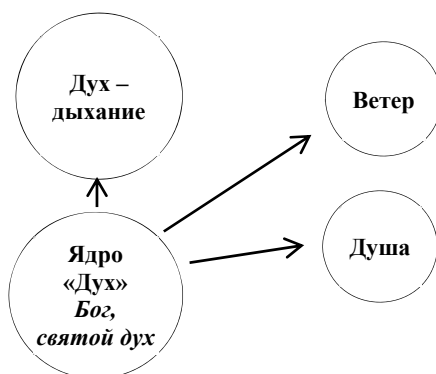 Дух –
дыхание
Ветер
Душа
Ядро
«Дух»
Бог,
святой дух